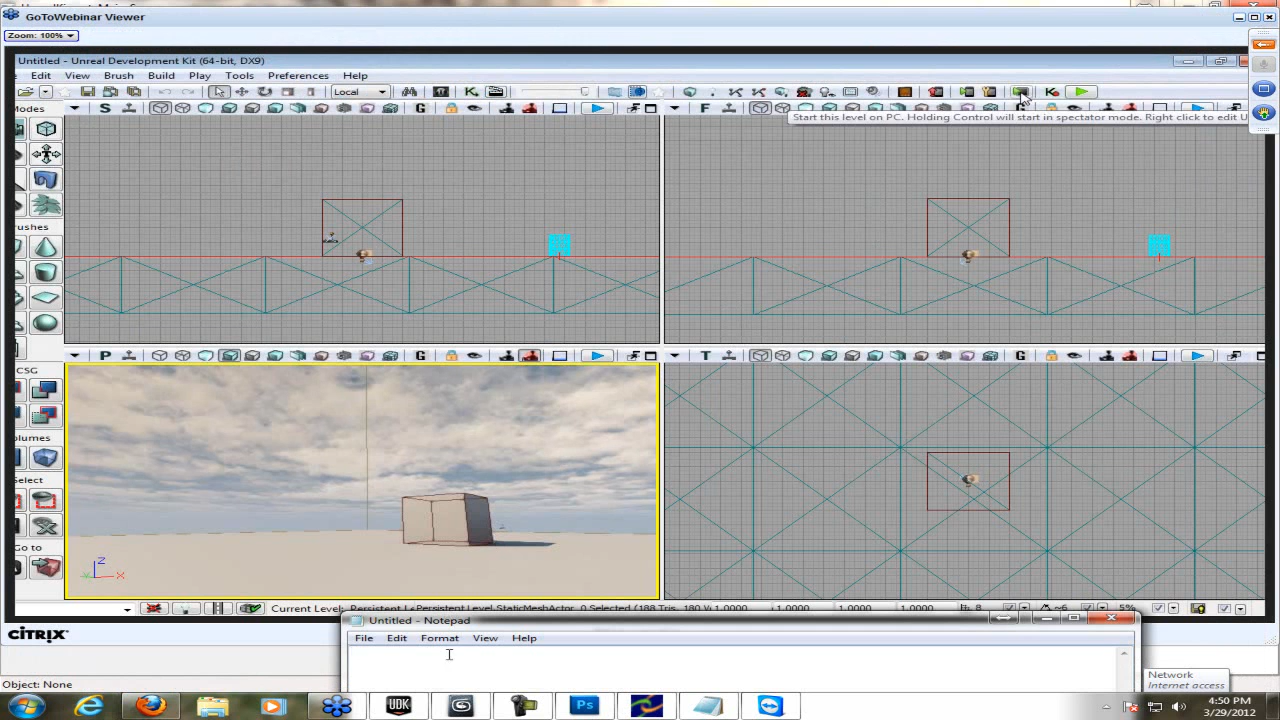 GoToWebinar Viewer
Zoom: 100%
Untitled - Unreal Development Kit (64-bit, DX9)
Edit View Brush Build Play Tools Preferences Help
Local
Modes
S
G
F
Start this level on PC. Holding Control will start in spectator mode. Right click to edit U
rushes
P
G
T
G
CSG
olumes
Select
Go to
Z
X
Current Level:
Persistent Level.StaticMeshActor_0 Selected (188 Tris, 180 V
1.0000
1.0000
1.0000
1.0000
8
~6
5%
CITRIX
Untitled - Notepad
File Edit Format View Help
Object: None
Network
Internet access
UDK
Ps
4:50 PM
3/29/2012